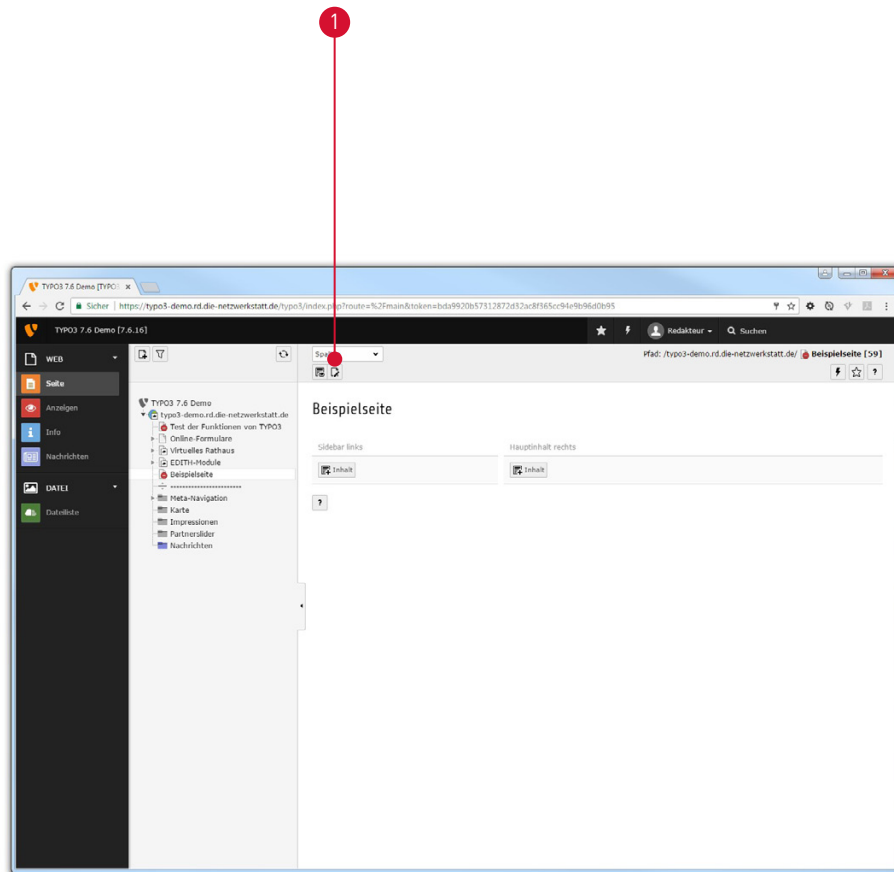 1
TYPO3 7.6 Demo [TYPO3
Sicher
https://typo3-demo.rd.die-netzwerkstatt.de/typo3/index.php?route=%2Fmain&token=bda9920b57312872d32ac8f365cc94e9b96d0b95
TYPO3 7.6 Demo [7.6.16]
Redakteur
Suchen
WEB
Seite
Anzeigen
Info
Nachrichten
DATEI
Dateiliste
TYPO3 7.6 Demo
typo3-demo.rd.die-netzwerkstatt.de
Test der Funktionen von TYPO3
Online-Formulare
Virtuelles Rathaus
EDITH-Module
Beispielseite
------------------------
Meta-Navigation
Karte
Impressionen
Partnerslider
Nachrichten
Pfad: /typo3-demo.rd.die-netzwerkstatt.de/ Beispielseite [59]
?
Beispielseite
Sidebar links
Hauptinhalt rechts
Inhalt
Inhalt
?